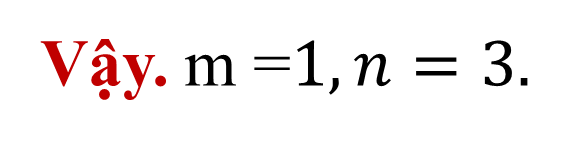 Vậy. m =1, n = 3.